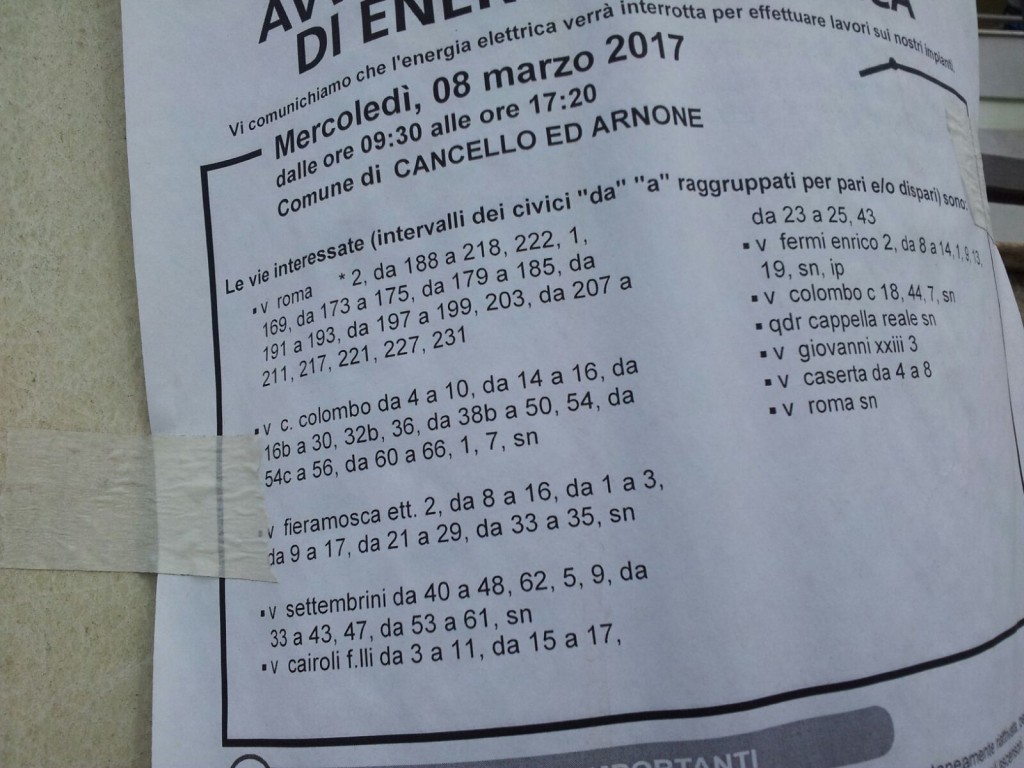 DI
Vi comunichiamo che l'energia elettrica verrà interrotta per effettuare lavori sui nostri impianti.
Mercoledì, 08 marzo 2017
dalle ore 09:30 alle ore 17:20
Comune di CANCELLO ED ARNONE
Le vie interessate (intervalli dei civici "da" "a" raggruppati per pari e/o dispari) sono:
▪v roma * 2, da 188 a 218, 222, 1,
169, da 173 a 175, da 179 a 185, da
191 a 193, da 197 a 199, 203, da 207 a
211, 217, 221, 227, 231
▪v c. colombo da 4 a 10, da 14 a 16, da
16b a 30, 32b, 36, da 38b a 50, 54, da
54c a 56, da 60 a 66, 1, 7, sn
v fieramosca ett. 2, da 8 a 16, da 1 a 3,
da 9 a 17, da 21 a 29, da 33 a 35, sn
▪v settembrini da 40 a 48, 62, 5, 9, da
33 a 43, 47, da 53 a 61, sn
▪v cairoli f.lli da 3 a 11, da 15 a 17,
da 23 a 25, 43
▪v fermi enrico 2, da 8 a 14, 1, 9, 13,
19, sn, ip
▪v colombo c 18, 44,7, sn
▪qdr cappella reale sn
▪v giovanni xxiii 3
▪v caserta da 4 a 8
▪v roma sn